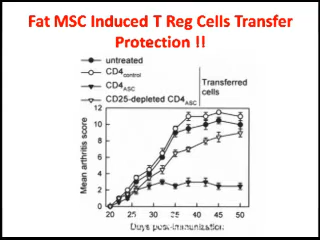 Fat MSC Induced T Reg Cells Transfer
Protection !!
untreated
CD4control
CD4ASC
CD25-depleted CD4ASC
Transferred
cells
Mean arthritis score
12
10
8
6
4
2
0
20 25 30 35 40 45 50
Days post-immunization